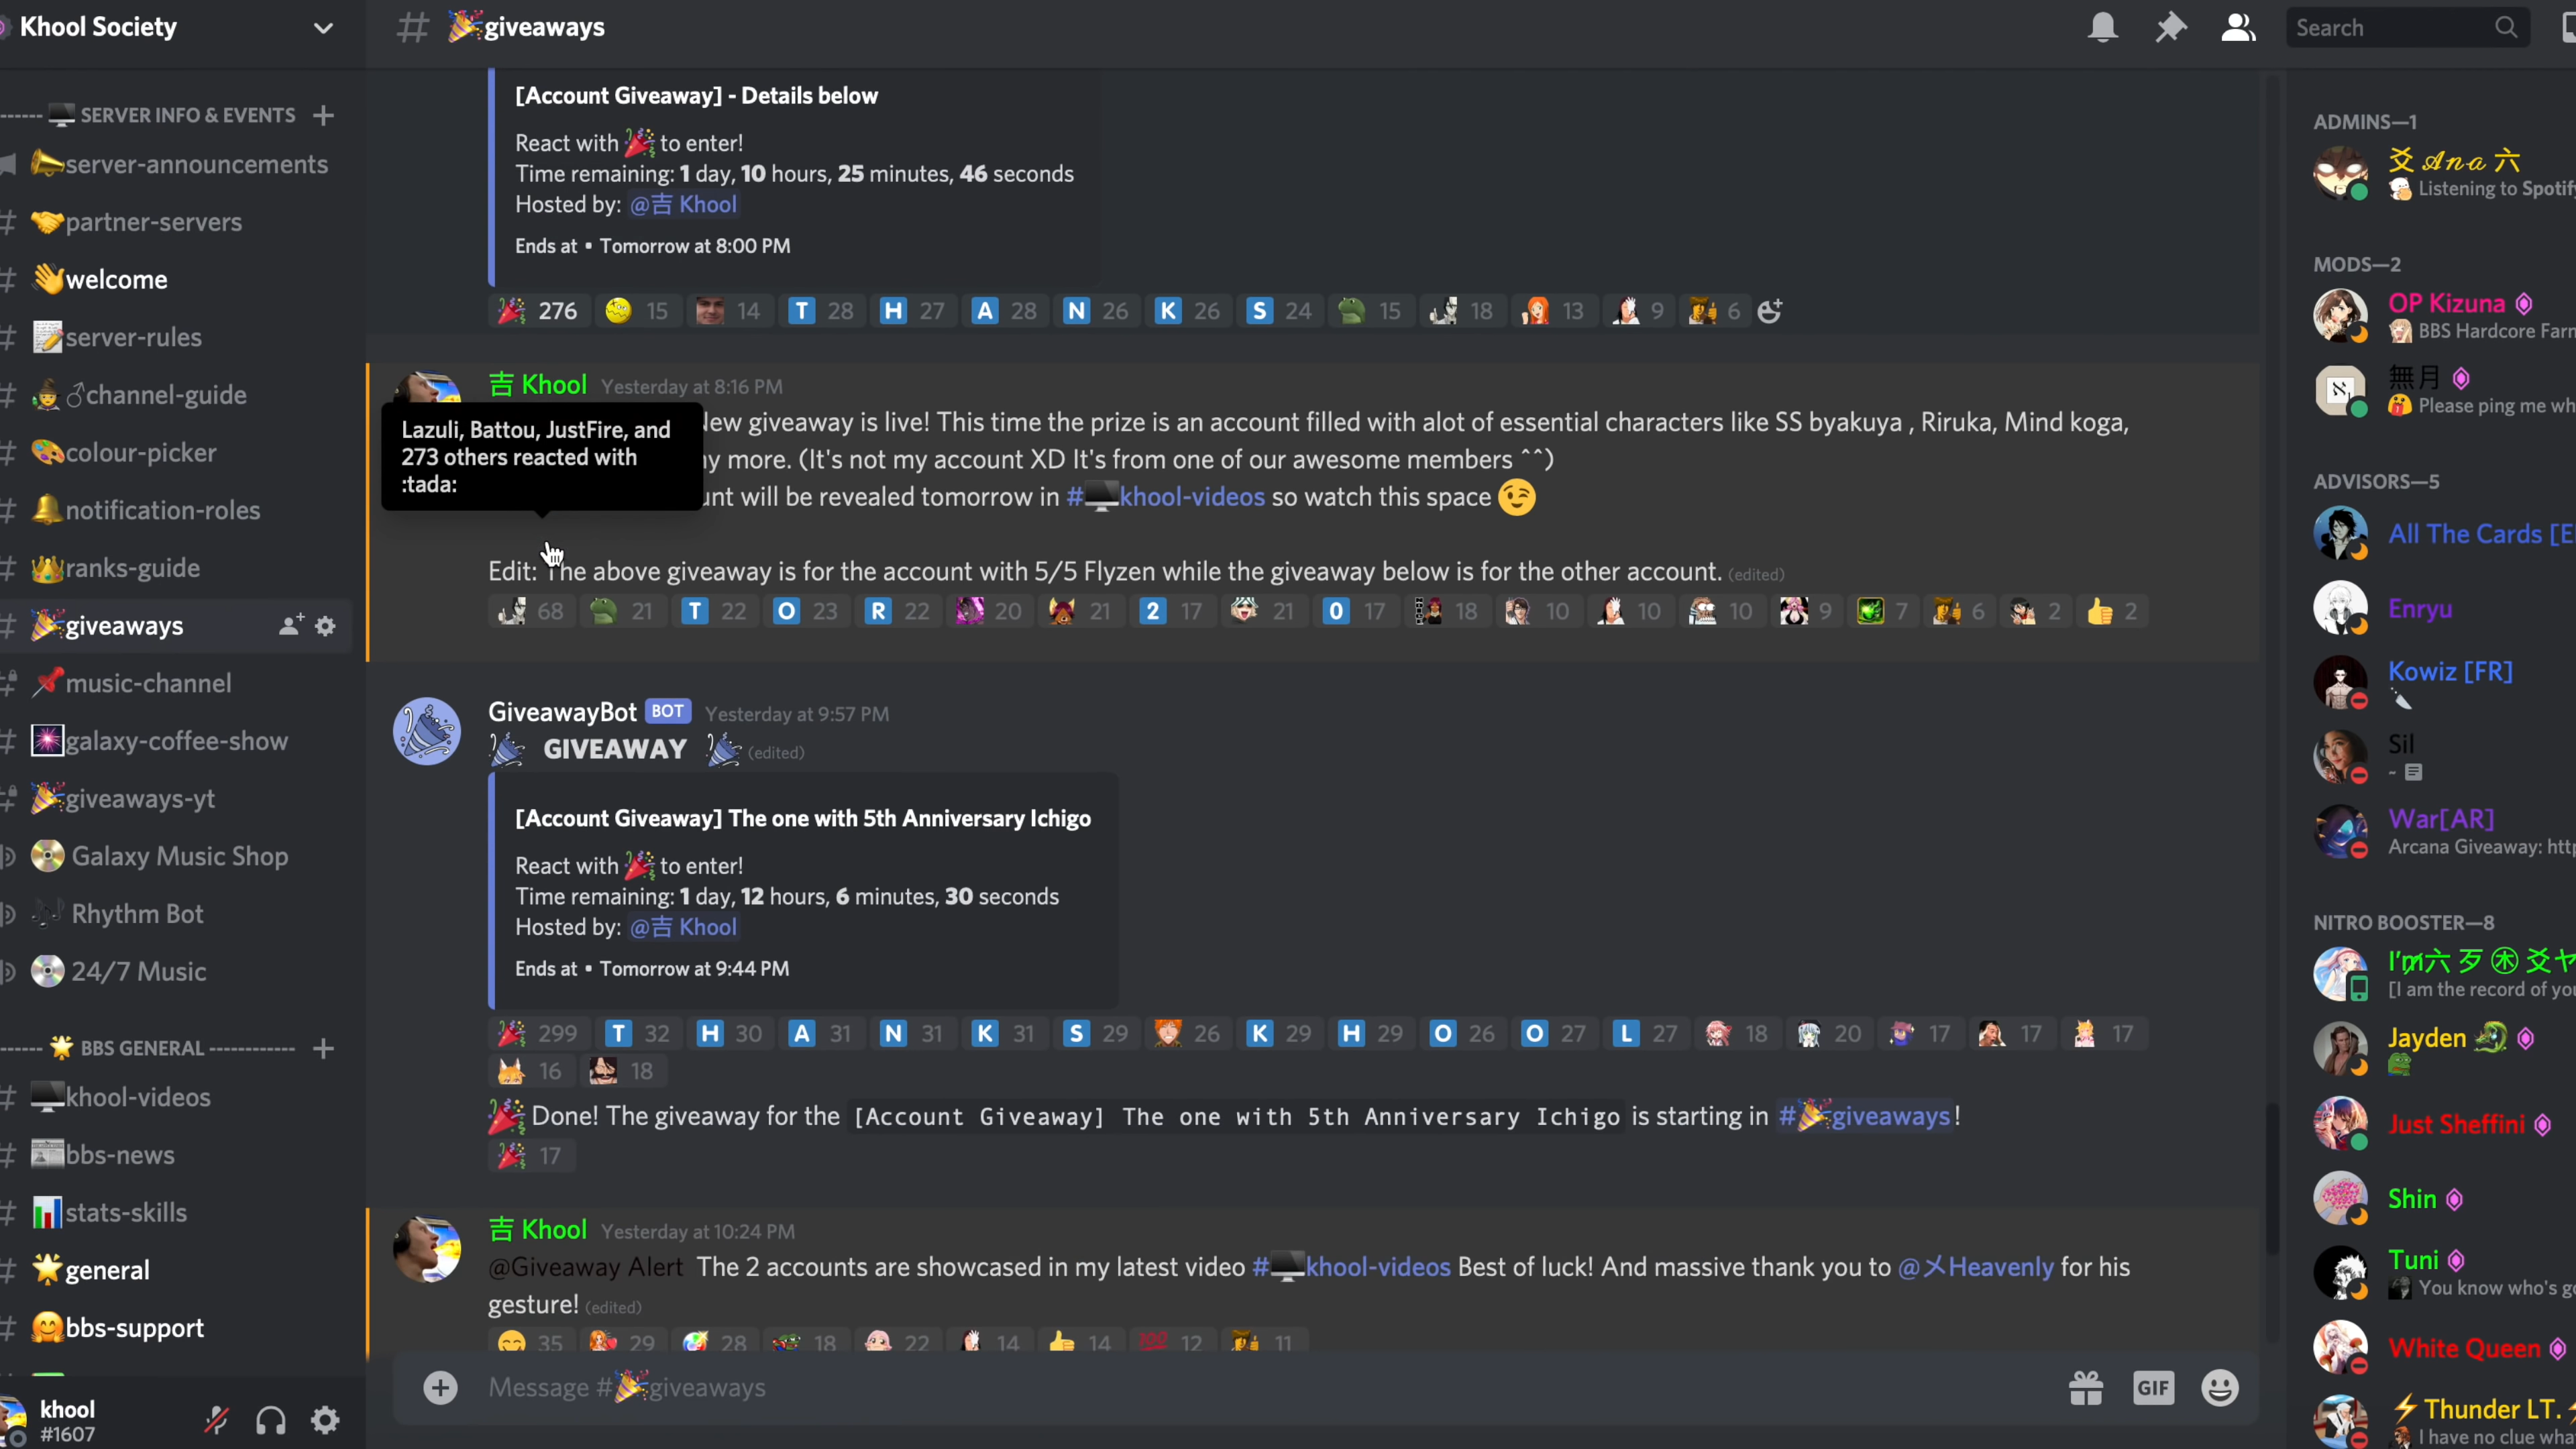 Khool Society
SERVER INFO & EVENTS
server-announcements
partner-servers
welcome
server-rules
channel-guide
colour-picker
notification-roles
ranks-guide
giveaways
music-channel
galaxy-coffee-show
giveaways-yt
Galaxy Music Shop
Rhythm Bot
24/7 Music
BBS GENERAL
khool-videos
bbs-news
stats-skills
general
bbs-support
khool
#1607
# giveaways
Search
[Account Giveaway] - Details below
React with 🎉 to enter!
Time remaining: 1 day, 10 hours, 25 minutes, 46 seconds
Hosted by: @吉 Khool
Ends at • Tomorrow at 8:00 PM
276 15 14 T 28 H 27 A 28 N 26 K 26 S 24 15 18 13 9 6
吉 Khool Yesterday at 8:16 PM
Lazuli, Battou, JustFire, and
273 others reacted with
:tada:
New giveaway is live! This time the prize is an account filled with alot of essential characters like SS byakuya , Riruka, Mind koga,
more. (It's not my account XD It's from one of our awesome members ^^)
will be revealed tomorrow in # khool-videos so watch this space 😉
Edit: The above giveaway is for the account with 5/5 Flyzen while the giveaway below is for the other account. (edited)
68 21 T 22 O 23 R 22 20 21 2 17 21 0 17 18 10 10 10 9 7 6 2 2
GiveawayBot BOT Yesterday at 9:57 PM
GIVEAWAY (edited)
[Account Giveaway] The one with 5th Anniversary Ichigo
React with 🎉 to enter!
Time remaining: 1 day, 12 hours, 6 minutes, 30 seconds
Hosted by: @吉 Khool
Ends at • Tomorrow at 9:44 PM
299 T 32 H 30 A 31 N 31 K 31 S 29 26 K 29 H 29 O 26 O 27 L 27 18 20 17 17 17
16 18
🎉 Done! The giveaway for the [Account Giveaway] The one with 5th Anniversary Ichigo is starting in # 🎉giveaways!
17
吉 Khool Yesterday at 10:24 PM
@Giveaway Alert The 2 accounts are showcased in my latest video # khool-videos Best of luck! And massive thank you to @メHeavenly for his
gesture! (edited)
35 29 28 18 22 14 14 100 12 11
Message # 🎉giveaways
GIF
ADMINS—1
爻 𝓐𝓷𝓪 六
Listening to Spotify
MODS—2
OP Kizuna
BBS Hardcore Farm
無月
Please ping me wh
ADVISORS—5
All The Cards [E
Enryu
Kowiz [FR]
Sil
~
War[AR]
Arcana Giveaway: http
NITRO BOOSTER—8
I'm六 歹 ㊍ 爻
[I am the record of you
Jayden
Just Sheffini
Shin
Tuni
You know who's go
White Queen
⚡Thunder LT.
I have no clue wha